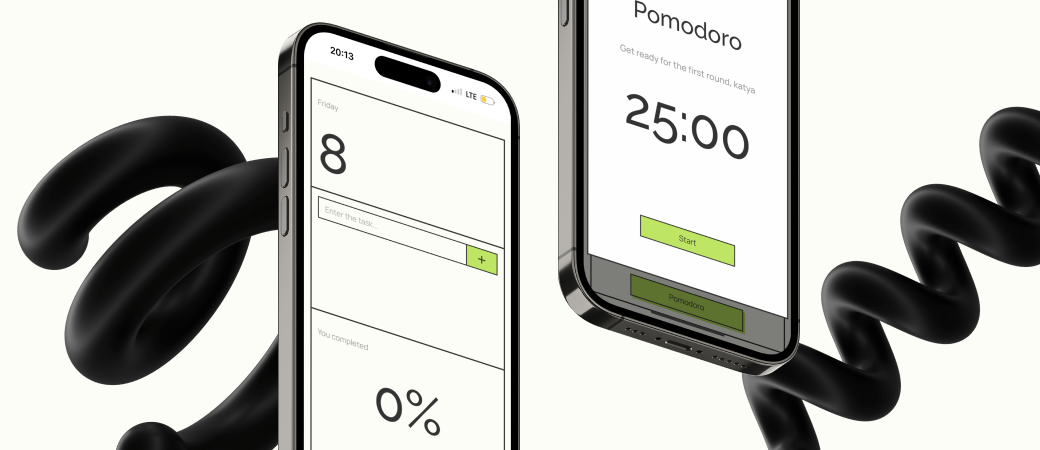 20:13
LTE
Friday
8
Enter the task...
+
You completed
0%
Pomodoro
Get ready for the first round, katya
25:00
Start
Pomodoro